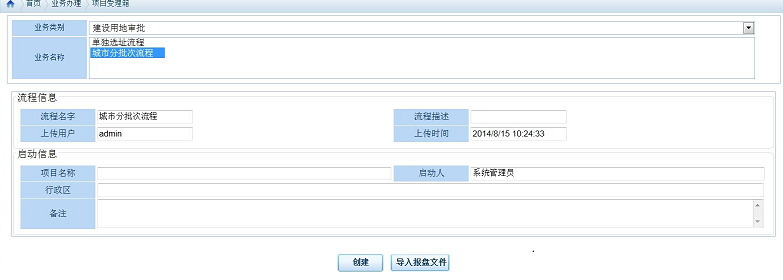 首页 业务办理 项目受理箱
业务类别 建设用地审批
业务名称 单独选址流程
城市分批次流程
流程信息
流程名字 城市分批次流程 流程描述
上传用户 admin 上传时间 2014/8/15 10:24:33
启动信息
项目名称 启动人 系统管理员
行政区
备注
创建 导入报盘文件